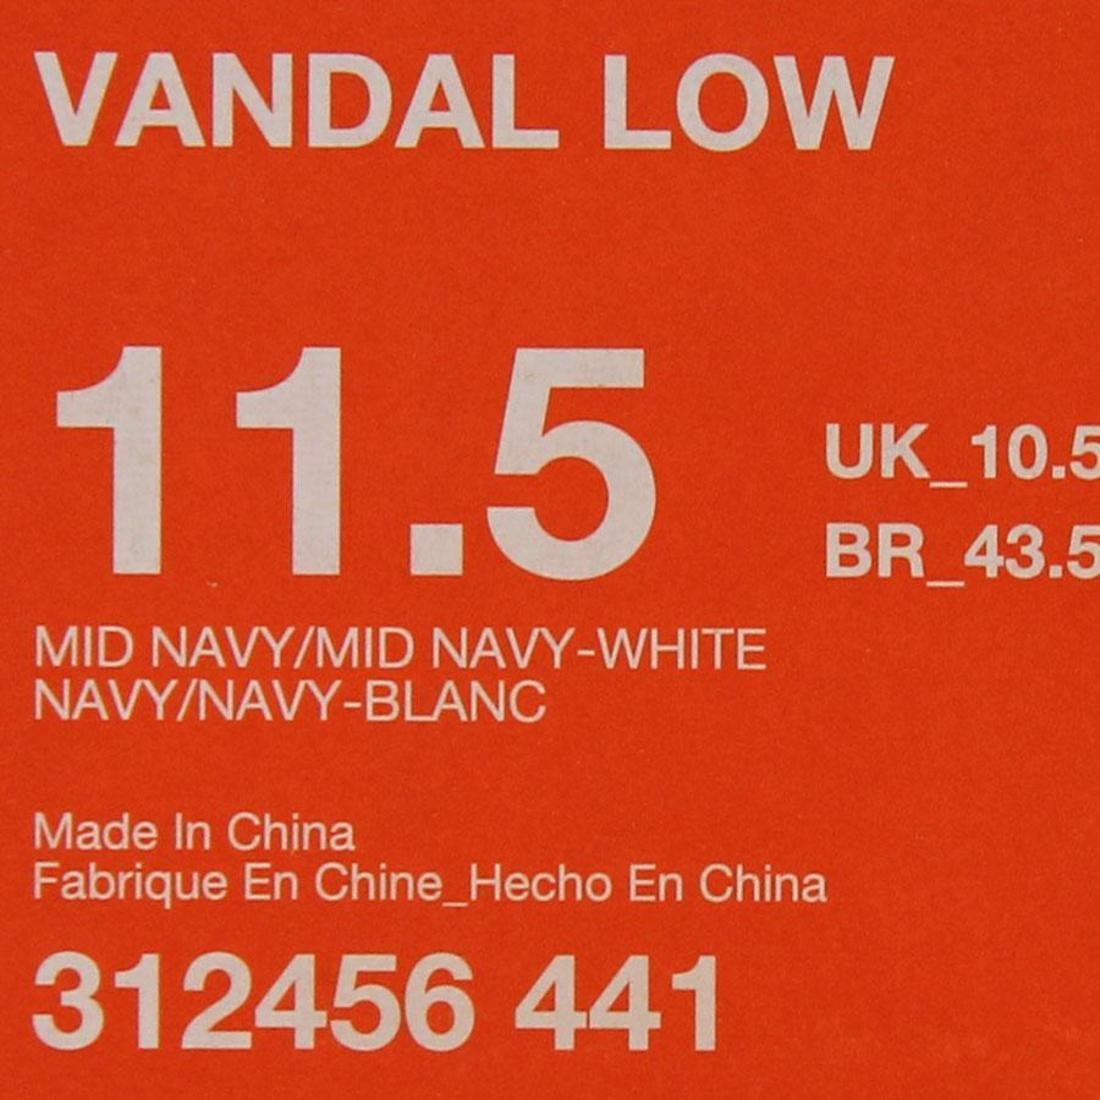 VANDAL LOW
11.5
UK_10.5
BR_43.5
MID NAVY/MID NAVY-WHITE
NAVY/NAVY-BLANC
Made In China
Fabrique En Chine_Hecho En China
312456 441